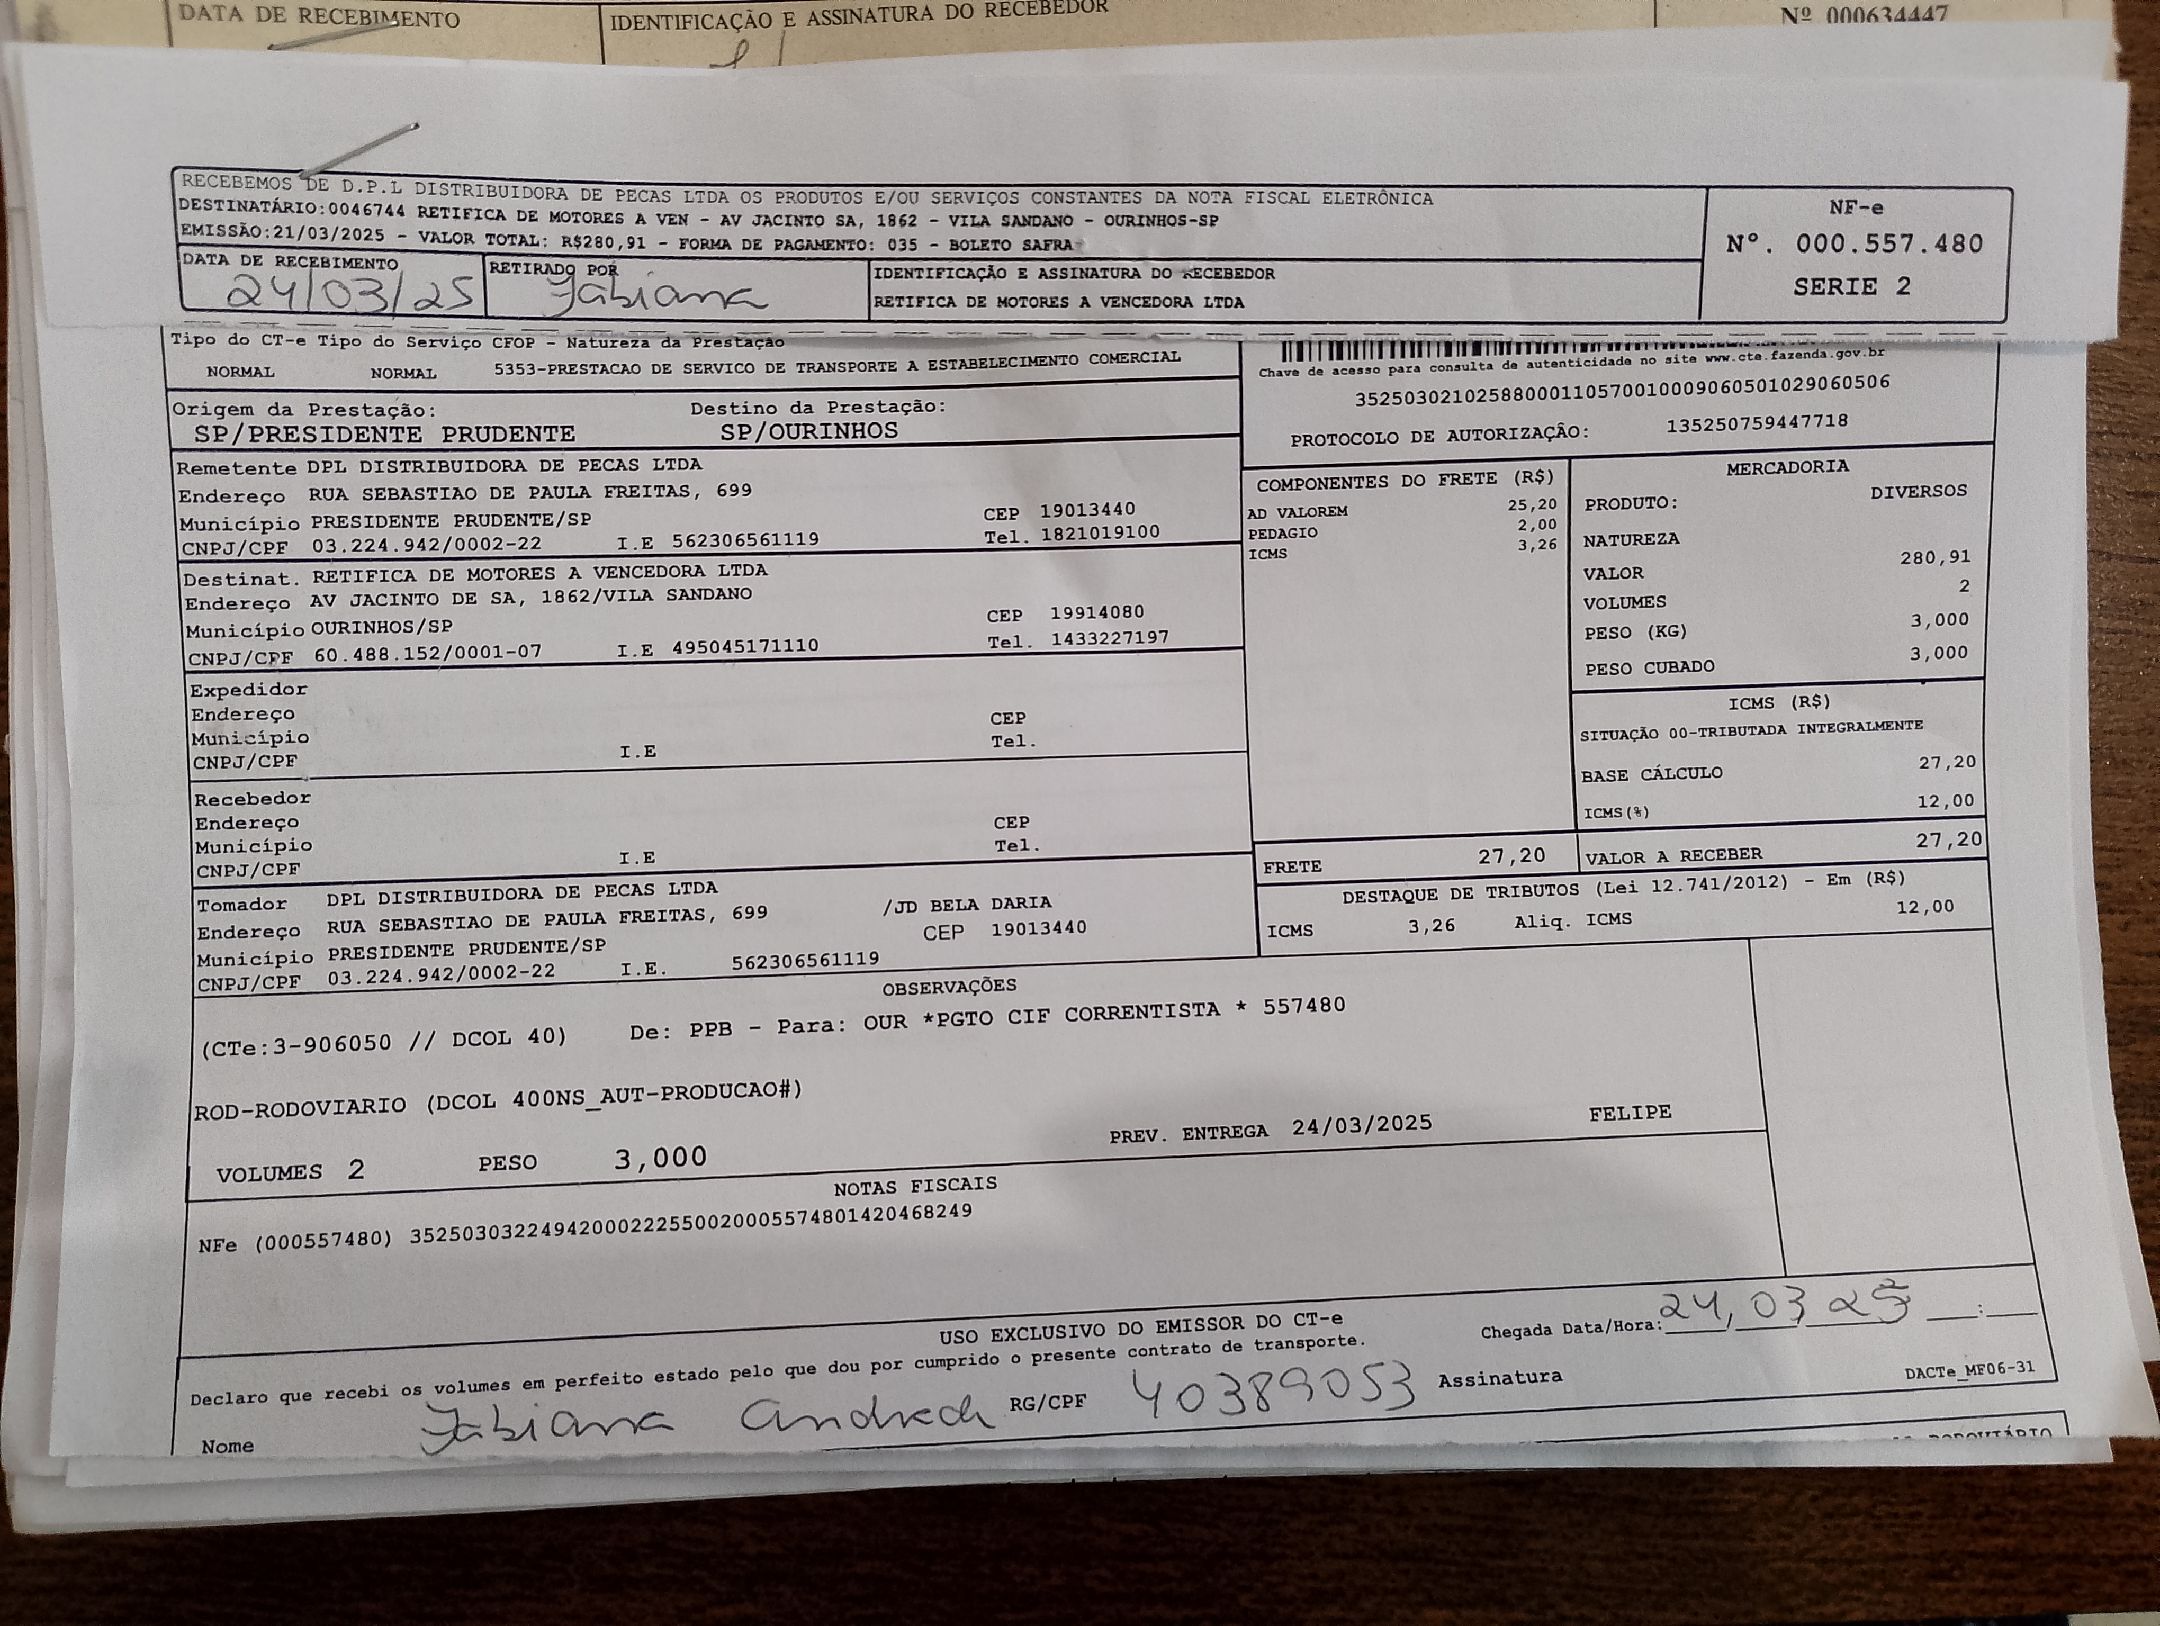 DATA DE RECEBIMENTO IDENTIFICAÇÃO E ASSINATURA DO RECEBEDOR Nº 000634447
RECEBEMOS DE D.P.L DISTRIBUIDORA DE PECAS LTDA OS PRODUTOS E/OU SERVIÇOS CONSTANTES DA NOTA FISCAL ELETRÔNICA
DESTINATÁRIO:0046744 RETIFICA DE MOTORES A VEN - AV JACINTO SA, 1862 - VILA SANDANO - OURINHOS-SP
EMISSÃO:21/03/2025 - VALOR TOTAL: R$280,91 - FORMA DE PAGAMENTO: 035 - BOLETO SAFRA
NF-e
Nº. 000.557.480
SERIE 2
DATA DE RECEBIMENTO
24/03/25
RETIRADO POR
Fabiana
IDENTIFICAÇÃO E ASSINATURA DO RECEBEDOR
RETIFICA DE MOTORES A VENCEDORA LTDA
Tipo do CT-e Tipo do Serviço CFOP - Natureza da Prestação
NORMAL NORMAL 5353-PRESTACAO DE SERVICO DE TRANSPORTE A ESTABELECIMENTO COMERCIAL
Chave de acesso para consulta de autenticidade no site www.cte.fazenda.gov.br
35250302102588000110570010009060501029060506
PROTOCOLO DE AUTORIZAÇÃO: 135250759447718
Origem da Prestação: Destino da Prestação:
SP/PRESIDENTE PRUDENTE SP/OURINHOS
Remetente DPL DISTRIBUIDORA DE PECAS LTDA
Endereço RUA SEBASTIAO DE PAULA FREITAS, 699
Município PRESIDENTE PRUDENTE/SP CEP 19013440
CNPJ/CPF 03.224.942/0002-22 I.E 562306561119 Tel. 1821019100
Destinat. RETIFICA DE MOTORES A VENCEDORA LTDA
Endereço AV JACINTO DE SA, 1862/VILA SANDANO
Município OURINHOS/SP CEP 19914080
CNPJ/CPF 60.488.152/0001-07 I.E 495045171110 Tel. 1433227197
Expedidor
Endereço
Município CEP
CNPJ/CPF I.E Tel.
Recebedor
Endereço
Município CEP
CNPJ/CPF I.E Tel.
Tomador DPL DISTRIBUIDORA DE PECAS LTDA
Endereço RUA SEBASTIAO DE PAULA FREITAS, 699 /JD BELA DARIA
Município PRESIDENTE PRUDENTE/SP CEP 19013440
CNPJ/CPF 03.224.942/0002-22 I.E. 562306561119
COMPONENTES DO FRETE (R$)
AD VALOREM 25,20
PEDAGIO 2,00
ICMS 3,26
MERCADORIA
PRODUTO: DIVERSOS
NATUREZA
VALOR 280,91
VOLUMES 2
PESO (KG) 3,000
PESO CUBADO 3,000
ICMS (R$)
SITUAÇÃO 00-TRIBUTADA INTEGRALMENTE
BASE CÁLCULO 27,20
ICMS(%) 12,00
FRETE 27,20 VALOR A RECEBER 27,20
DESTAQUE DE TRIBUTOS (Lei 12.741/2012) - Em (R$)
ICMS 3,26 Aliq. ICMS 12,00
OBSERVAÇÕES
(CTe:3-906050 // DCOL 40) De: PPB - Para: OUR *PGTO CIF CORRENTISTA * 557480
ROD-RODOVIARIO (DCOL 400NS_AUT-PRODUCAO#)
PREV. ENTREGA 24/03/2025 FELIPE
VOLUMES 2 PESO 3,000
NOTAS FISCAIS
NFe (000557480) 35250303224942000222550020005574801420468249
USO EXCLUSIVO DO EMISSOR DO CT-e
Chegada Data/Hora: 24, 03 25 __:__
Declaro que recebi os volumes em perfeito estado pelo que dou por cumprido o presente contrato de transporte.
Nome Fabiana RG/CPF 40389053 Assinatura
DACTe_MF06-31
RODOVIÁRIO